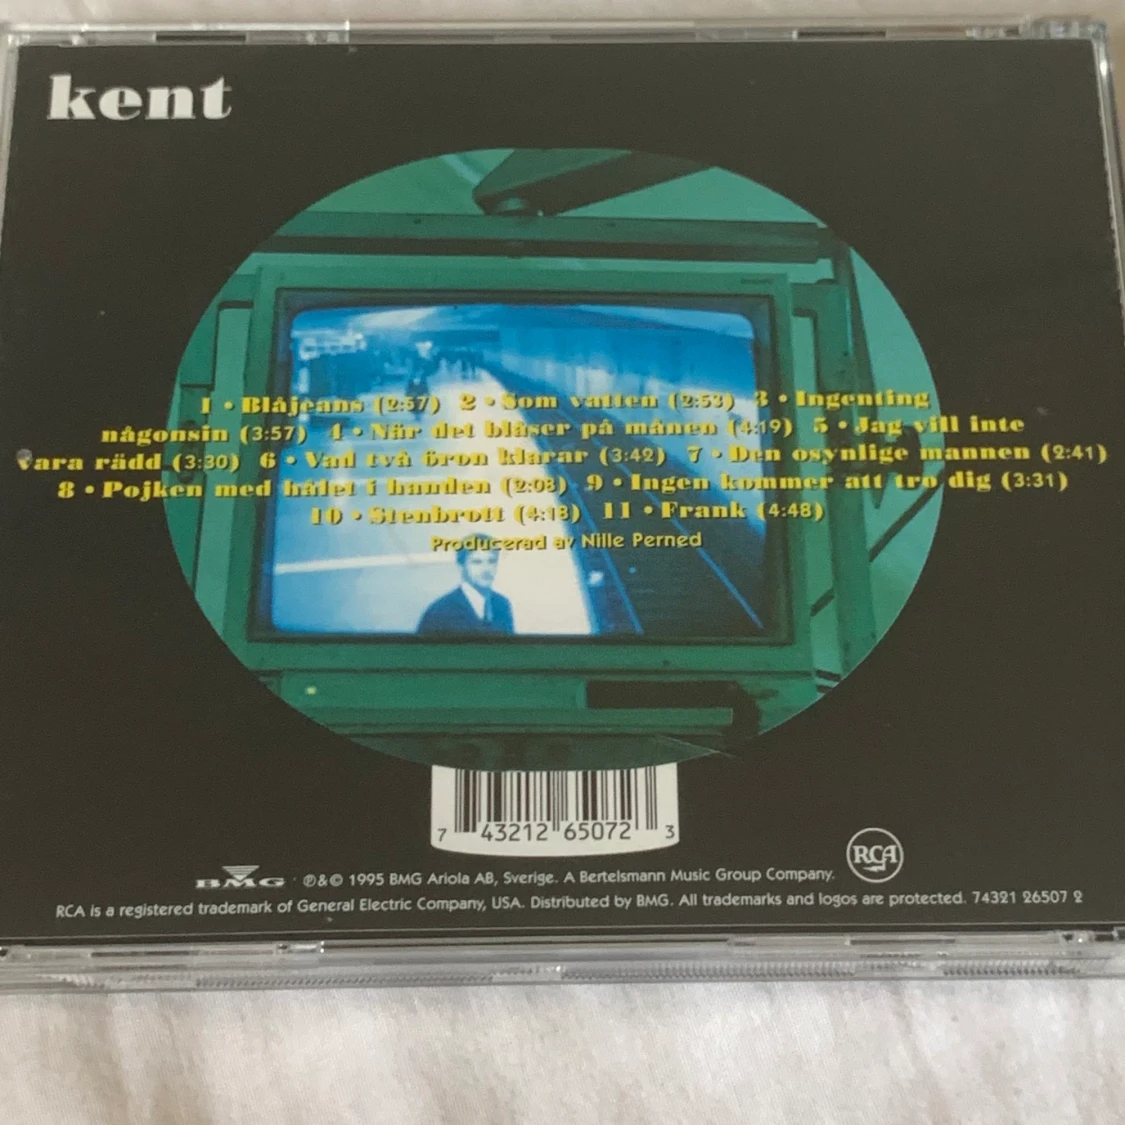 kent
1 • Blåjeans (2:57) 2 • Som vatten (2:53) 3 • Ingenting
någonsin (3:57) 4 • När det blåser på månen (4:19) 5 • Jag vill inte
vara rädd (3:30) 6 • Vad två öron klarar (3:42) 7 • Den osynlige mannen (2:41)
8 • Pojken med hålet i handen (2:03) 9 • Ingen kommer att tro dig (3:31)
10 • Stenbrott (4:18) 11 • Frank (4:48)
Producerad av Nille Perned
7 43212 65072 3
RCA
BMG · ℗&© 1995 BMG Ariola AB, Sverige. A Bertelsmann Music Group Company.
RCA is a registered trademark of General Electric Company, USA. Distributed by BMG. All trademarks and logos are protected. 74321 26507 2